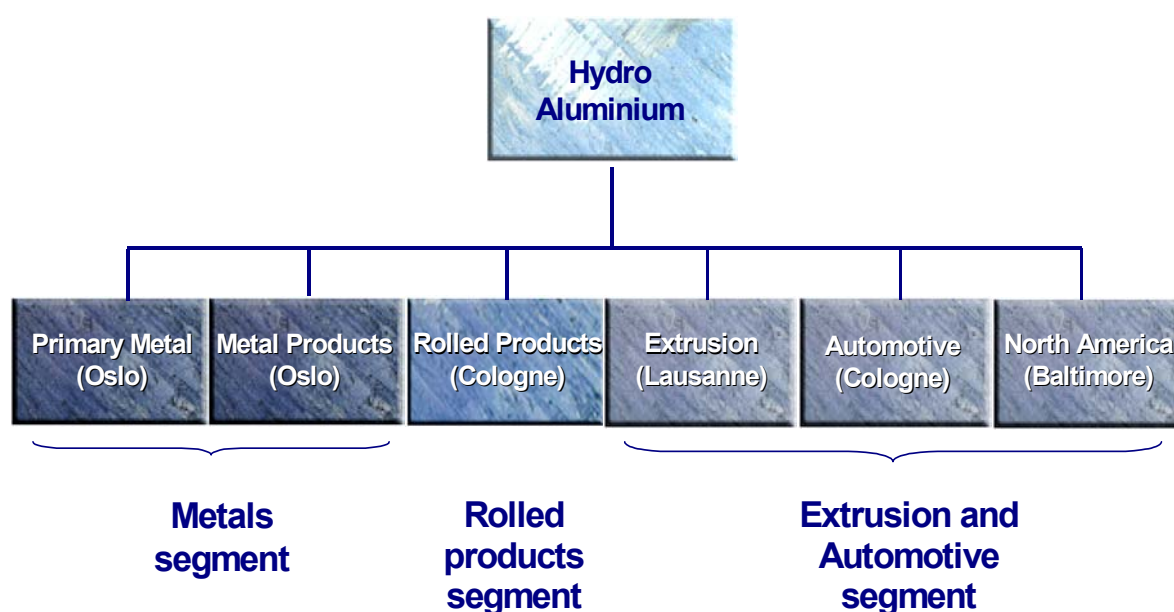 Hydro
Aluminium
Primary Metal
(Oslo)
Metal Products
(Oslo)
Rolled Products
(Cologne)
Extrusion
(Lausanne)
Automotive
(Cologne)
North America
(Baltimore)
Metals
segment
Rolled
products
segment
Extrusion and
Automotive
segment